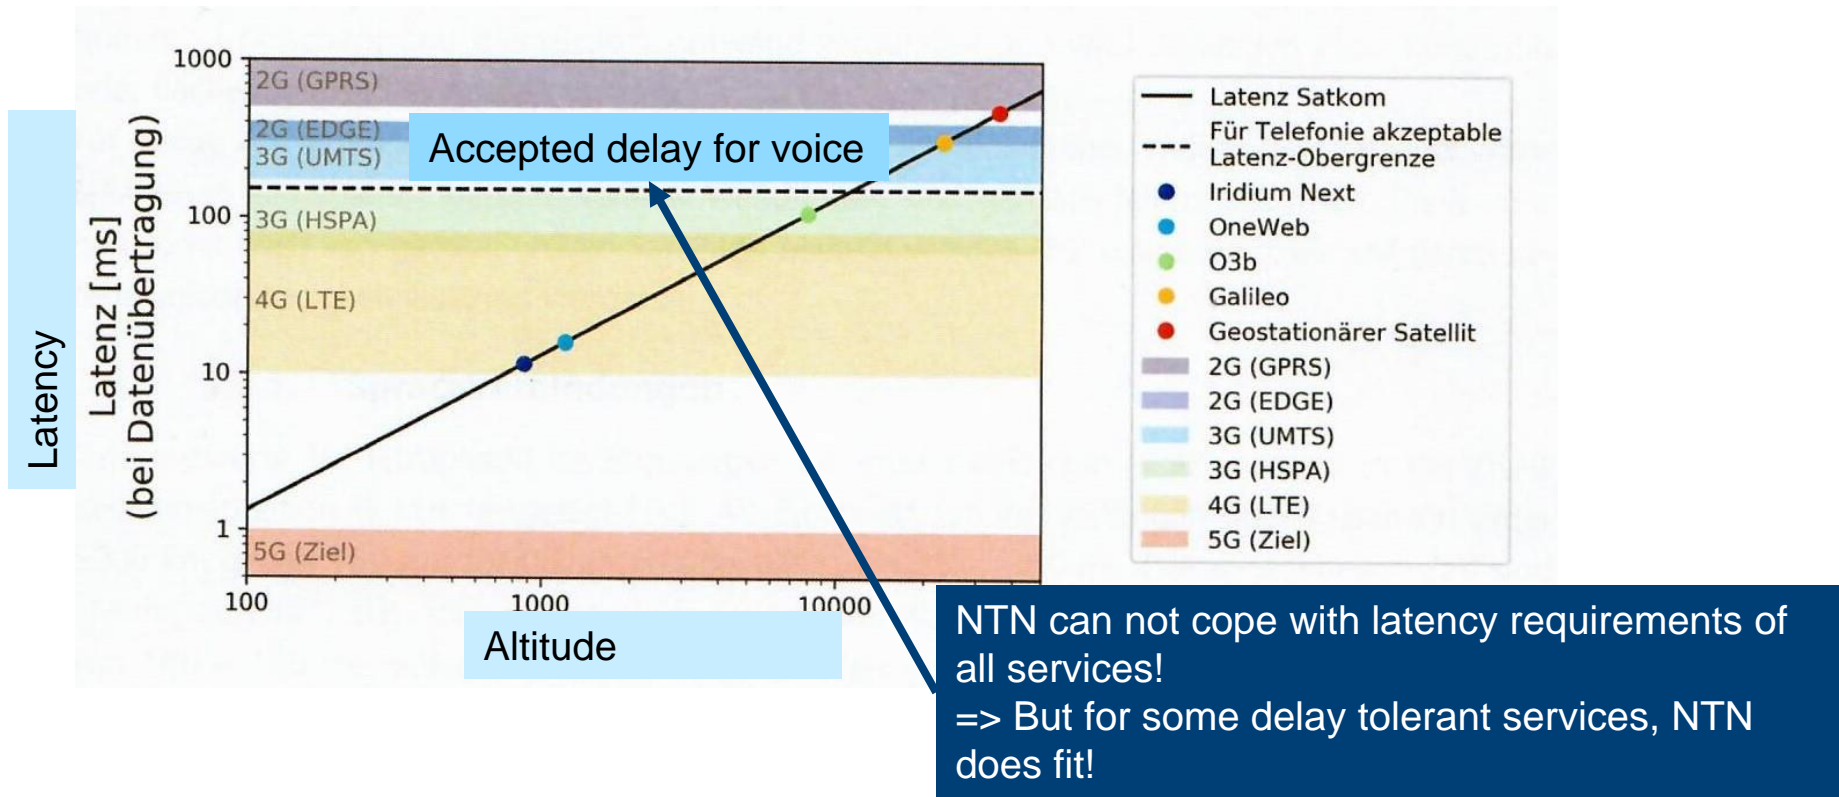 1000
100
10
1
Latency
Latenz [ms]
(bei Datenübertragung)
2G (GPRS)
2G (EDGE)
3G (UMTS)
3G (HSPA)
4G (LTE)
5G (Ziel)
Accepted delay for voice
100
1000
10000
Altitude
Latenz Satkom
Für Telefonie akzeptable
Latenz-Obergrenze
Iridium Next
OneWeb
O3b
Galileo
Geostationärer Satellit
2G (GPRS)
2G (EDGE)
3G (UMTS)
3G (HSPA)
4G (LTE)
5G (Ziel)
NTN can not cope with latency requirements of
all services!
=> But for some delay tolerant services, NTN
does fit!